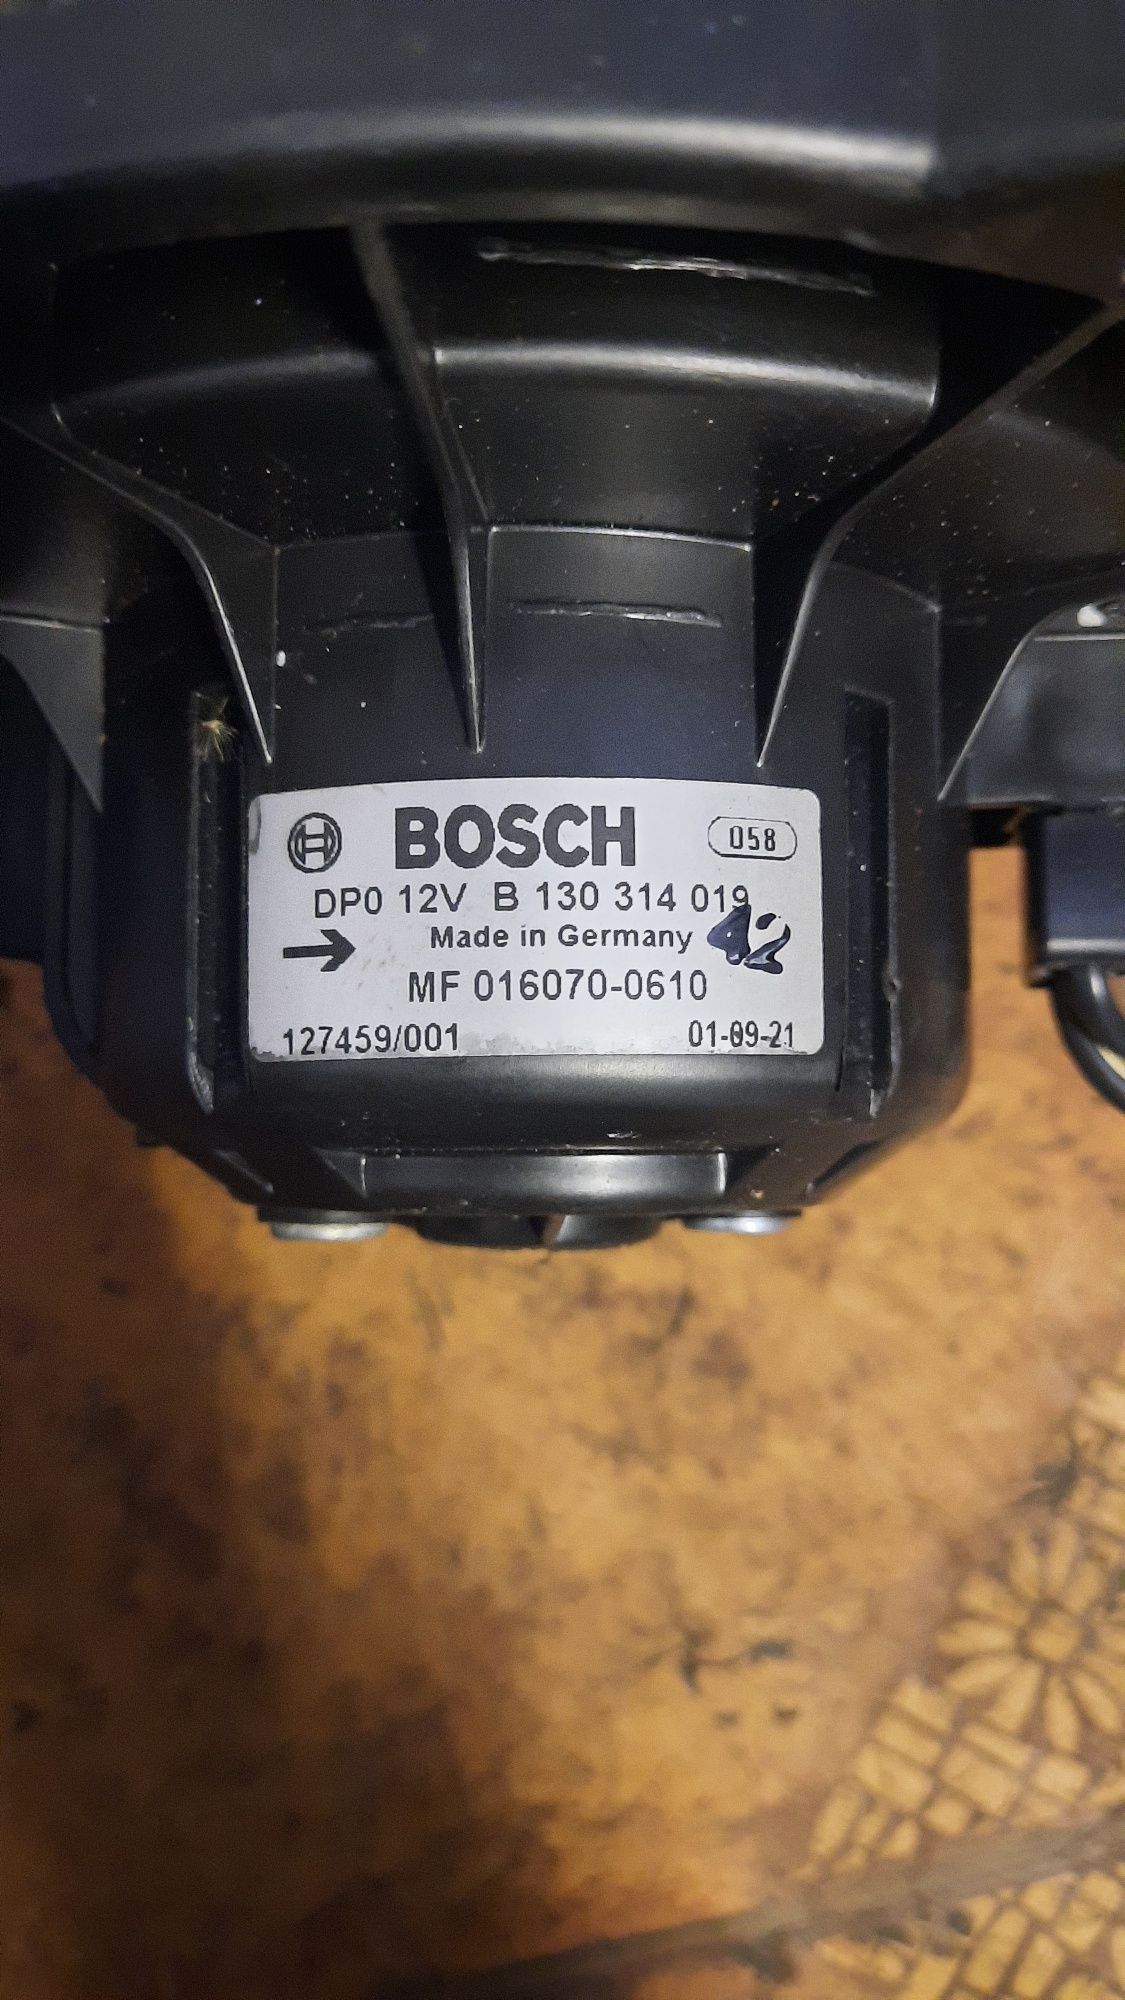 BOSCH 058
DP0 12V B 130 314 019
Made in Germany 42
MF 016070-0610
127459/001 01-09-21